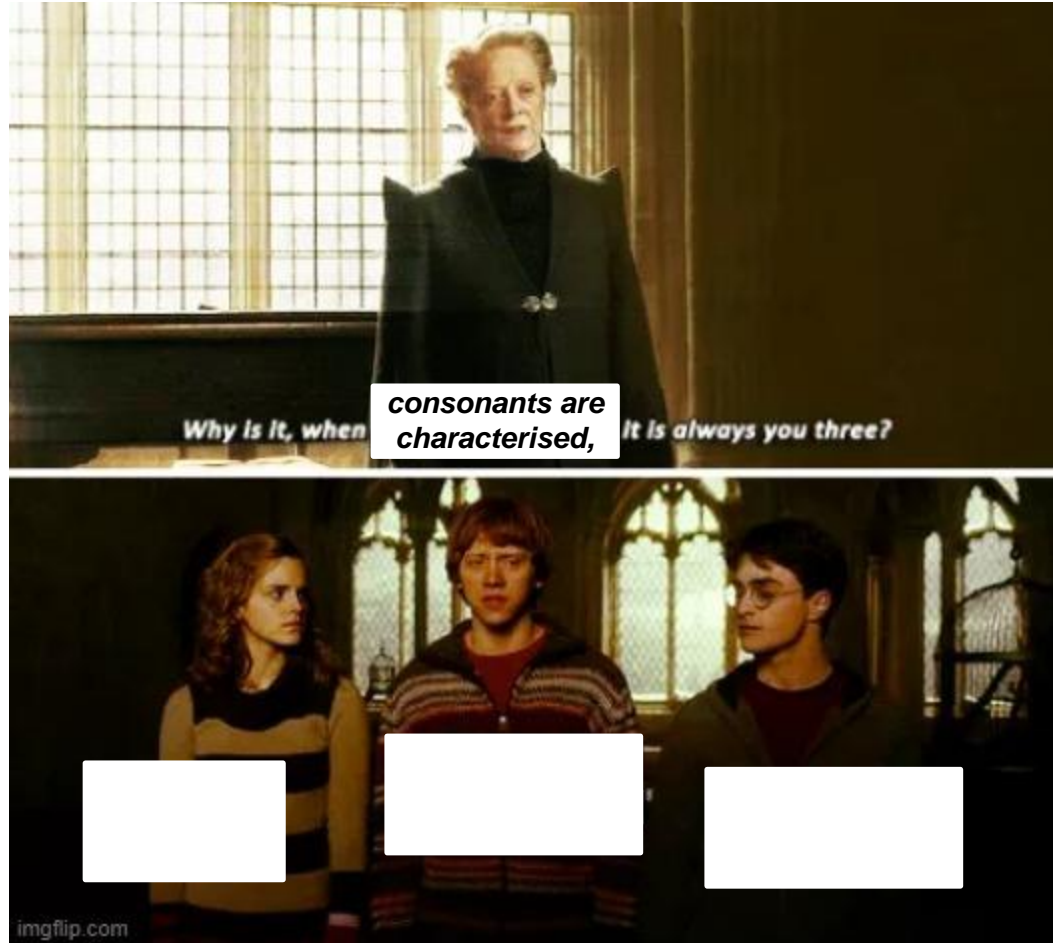 Why is it, when consonants are characterised, it is always you three?
imgflip.com